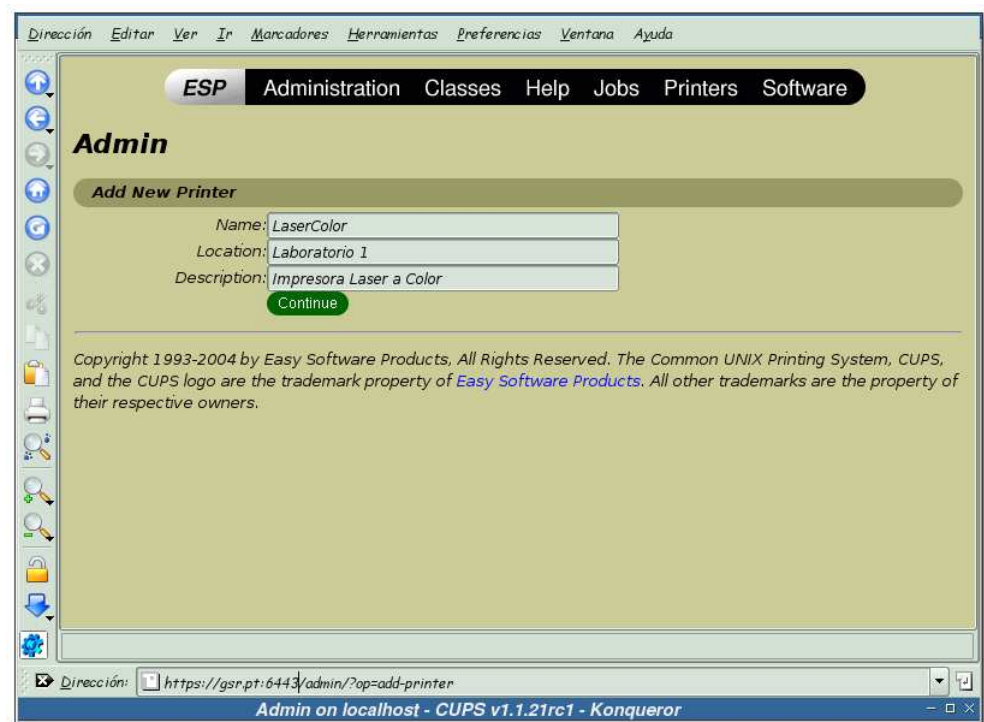 Dirección Editar Ver Ir Marcadores Herramientas Preferencias Ventana Ayuda
ESP Administration Classes Help Jobs Printers Software
Admin
Add New Printer
Name: LaserColor
Location: Laboratorio 1
Description: Impresora Laser a Color
Continue
Copyright 1993-2004 by Easy Software Products, All Rights Reserved. The Common UNIX Printing System, CUPS,
and the CUPS logo are the trademark property of Easy Software Products. All other trademarks are the property of
their respective owners.
Dirección: https://gsr.pt:6443/admin/?op=add-printer
Admin on localhost - CUPS v1.1.21rc1 - Konqueror